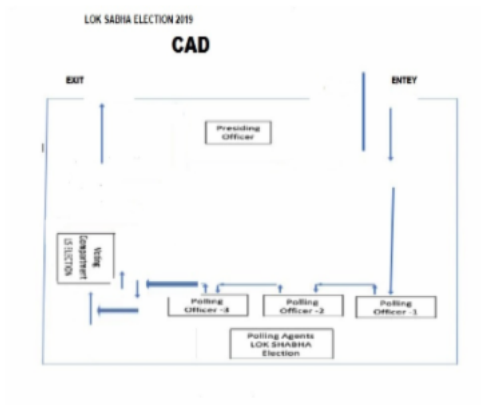 LOK SABHA ELECTION 2019
CAD
EXIT
ENTEY
Presiding
Officer
Voting
Compartment
LS ELECTION
Polling
Officer -3
Polling
Officer -2
Polling
Officer -1
Polling Agents
LOK SHABHA
Election